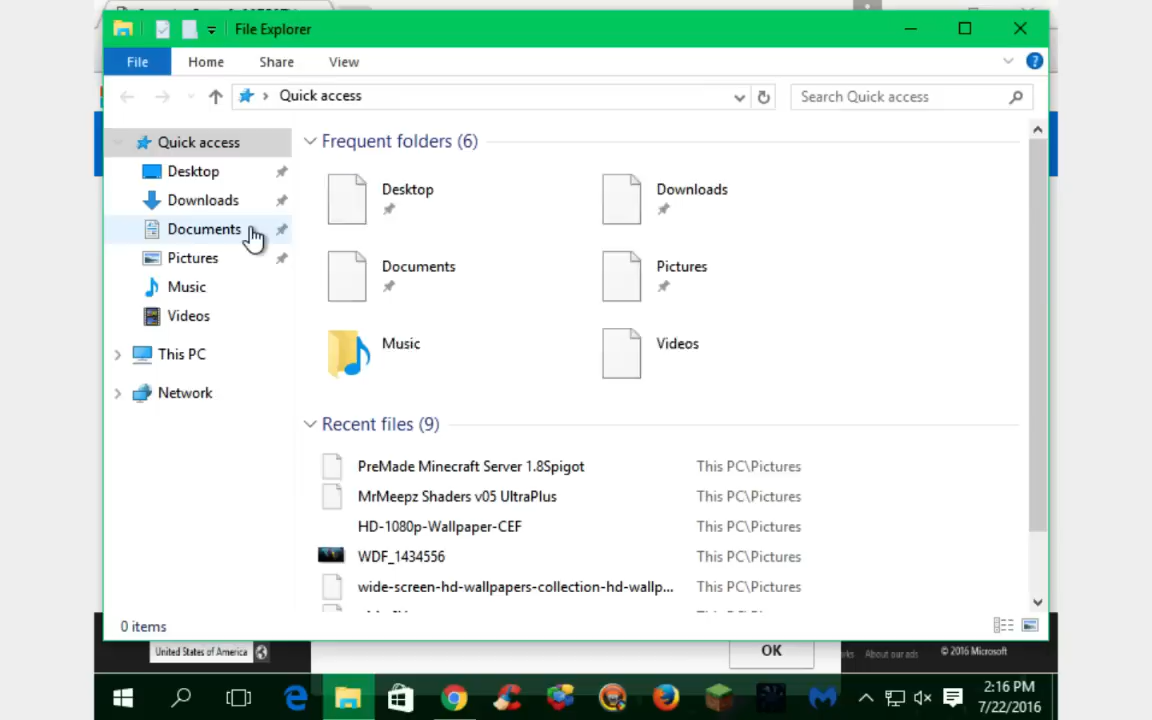 File Explorer
File Home Share View
Quick access
Search Quick access
Quick access
Desktop
Downloads
Documents
Pictures
Music
Videos
This PC
Network
Frequent folders (6)
Desktop
Downloads
Documents
Pictures
Music
Videos
Recent files (9)
PreMade Minecraft Server 1.8Spigot This PC\Pictures
MrMeepz Shaders v05 UltraPlus This PC\Pictures
HD-1080p-Wallpaper-CEF This PC\Pictures
WDF_1434556 This PC\Pictures
wide-screen-hd-wallpapers-collection-hd-wallp... This PC\Pictures
0 items
United States of America
OK
About our ads
© 2016 Microsoft
2:16 PM
7/22/2016